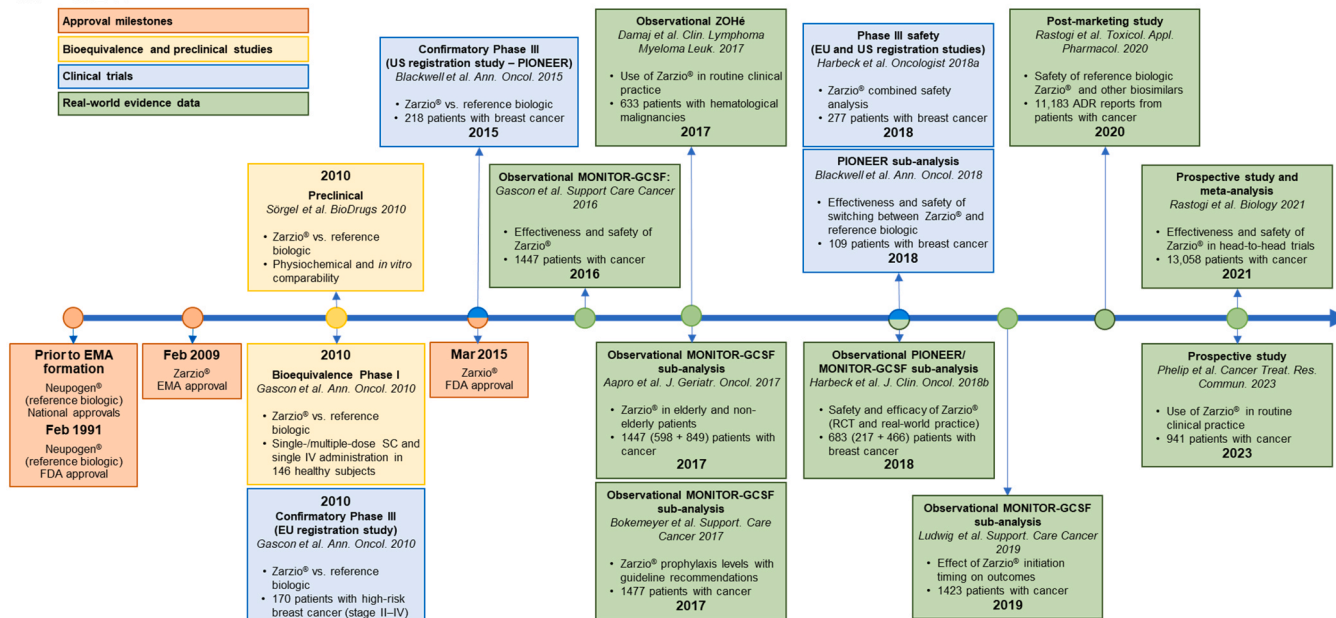 Approval milestones
Bioequivalence and preclinical studies
Clinical trials
Real-world evidence data
2010
Preclinical
Sörgel et al. BioDrugs 2010
• Zarzio® vs. reference
biologic
• Physiochemical and in vitro
comparability
Confirmatory Phase III
(US registration study – PIONEER)
Blackwell et al. Ann. Oncol. 2015
• Zarzio® vs. reference biologic
• 218 patients with breast cancer
2015
Observational MONITOR-GCSF:
Gascon et al. Support Care Cancer
2016
• Effectiveness and safety of
Zarzio®
• 1447 patients with cancer
2016
Observational ZOHé
Damaj et al. Clin. Lymphoma
Myeloma Leuk. 2017
• Use of Zarzio® in routine clinical
practice
• 633 patients with hematological
malignancies
2017
Phase III safety
(EU and US registration studies)
Harbeck et al. Oncologist 2018a
• Zarzio® combined safety
analysis
• 277 patients with breast cancer
2018
PIONEER sub-analysis
Blackwell et al. Ann. Oncol. 2018
• Effectiveness and safety of
switching between Zarzio® and
reference biologic
• 109 patients with breast cancer
2018
Post-marketing study
Rastogi et al. Toxicol. Appl.
Pharmacol. 2020
• Safety of reference biologic
Zarzio® and other biosimilars
• 11,183 ADR reports from
patients with cancer
2020
Prospective study and
meta-analysis
Rastogi et al. Biology 2021
• Effectiveness and safety of
Zarzio® in head-to-head trials
• 13,058 patients with cancer
2021
Prior to EMA
formation
Neupogen®
(reference biologic)
National approvals
Feb 1991
Neupogen®
(reference biologic)
FDA approval
Feb 2009
Zarzio®
EMA approval
2010
Bioequivalence Phase I
Gascon et al. Ann. Oncol. 2010
• Zarzio® vs. reference
biologic
• Single-/multiple-dose SC and
single IV administration in
146 healthy subjects
2010
Confirmatory Phase III
(EU registration study)
Gascon et al. Ann. Oncol. 2010
• Zarzio® vs. reference
biologic
• 170 patients with high-risk
breast cancer (stage II–IV)
Mar 2015
Zarxio®
FDA approval
Observational MONITOR-GCSF
sub-analysis
Aapro et al. J. Geriatr. Oncol. 2017
• Zarzio® in elderly and non-
elderly patients
• 1447 (598 + 849) patients with
cancer
2017
Observational MONITOR-GCSF
sub-analysis
Bokemeyer et al. Support. Care
Cancer 2017
• Zarzio® prophylaxis levels with
guideline recommendations
• 1477 patients with cancer
2017
Observational PIONEER/
MONITOR-GCSF sub-analysis
Harbeck et al. J. Clin. Oncol. 2018b
• Safety and efficacy of Zarzio®
(RCT and real-world practice)
• 683 (217 + 466) patients with
breast cancer
2018
Observational MONITOR-GCSF
sub-analysis
Ludwig et al. Support. Care Cancer
2019
• Effect of Zarzio® initiation
timing on outcomes
• 1423 patients with cancer
2019
Prospective study
Phelip et al. Cancer Treat. Res.
Commun. 2023
• Use of Zarzio® in routine
clinical practice
• 941 patients with cancer
2023